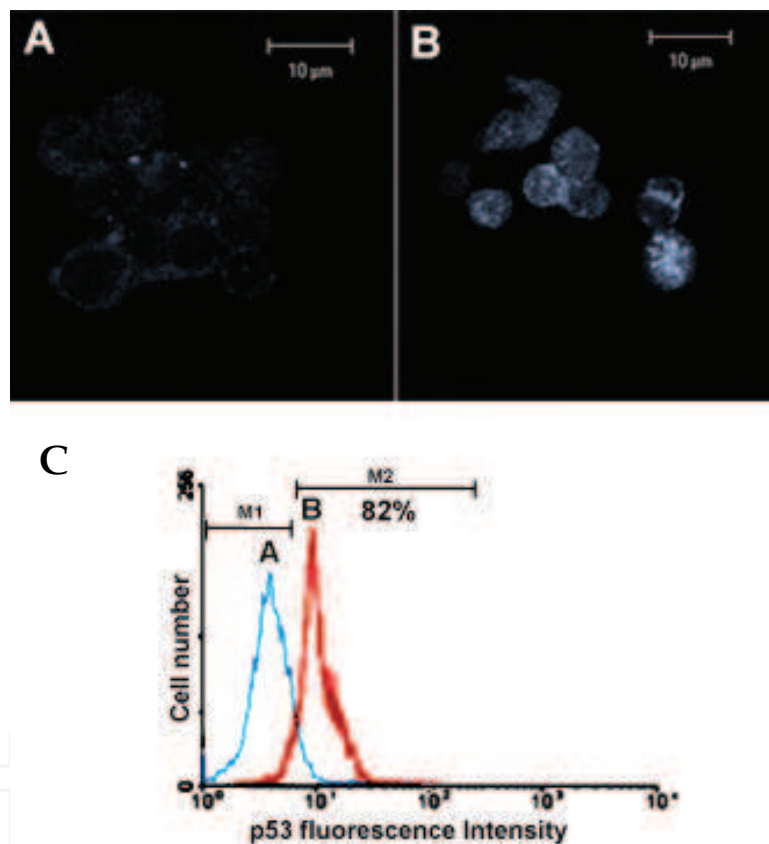 A
10 µm
B
10 µm
C
256
M2
82%
M1
B
A
Cell number
0
10⁰ 10¹ 10² 10³ 10⁴
p53 fluorescence Intensity